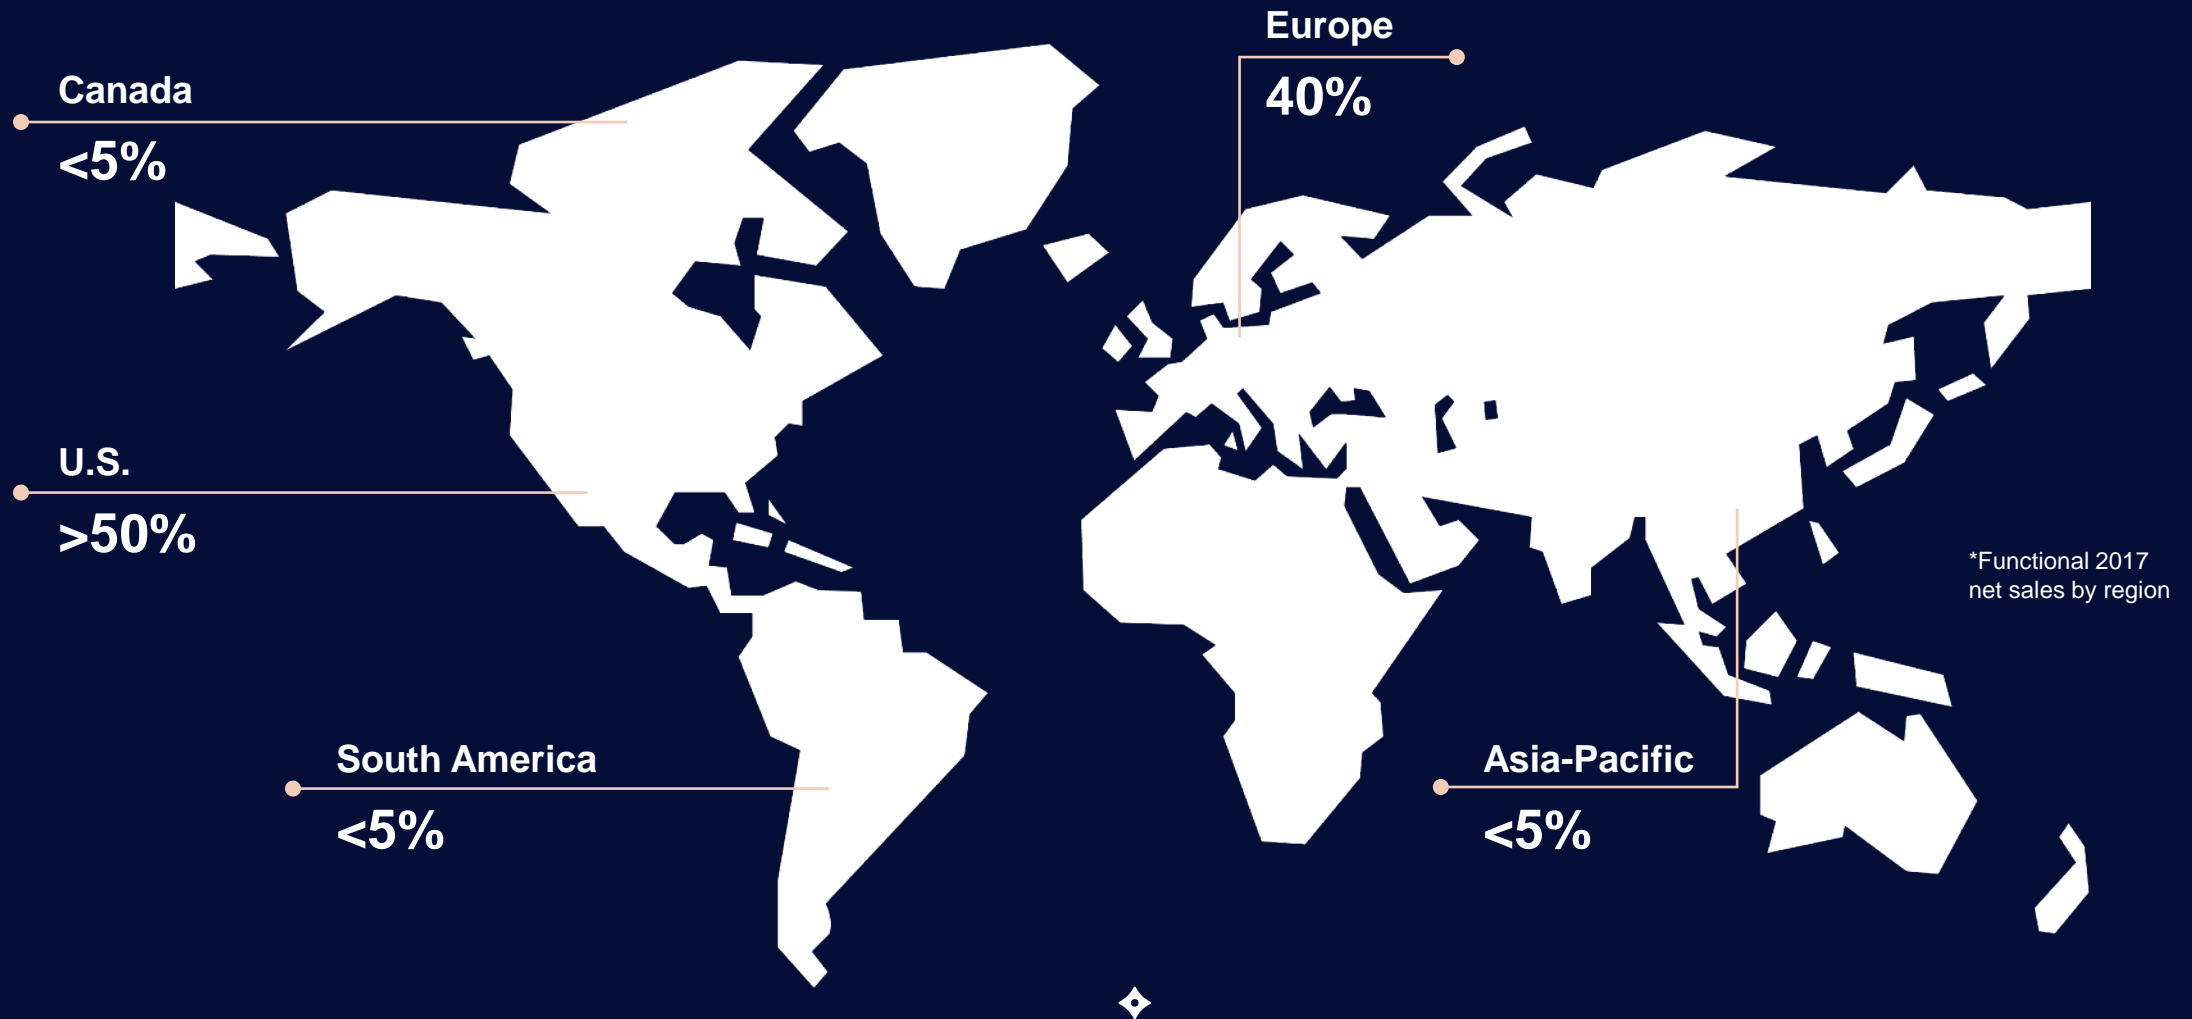 Europe
40%
Canada
<5%
U.S.
>50%
*Functional 2017
net sales by region
South America
<5%
Asia-Pacific
<5%